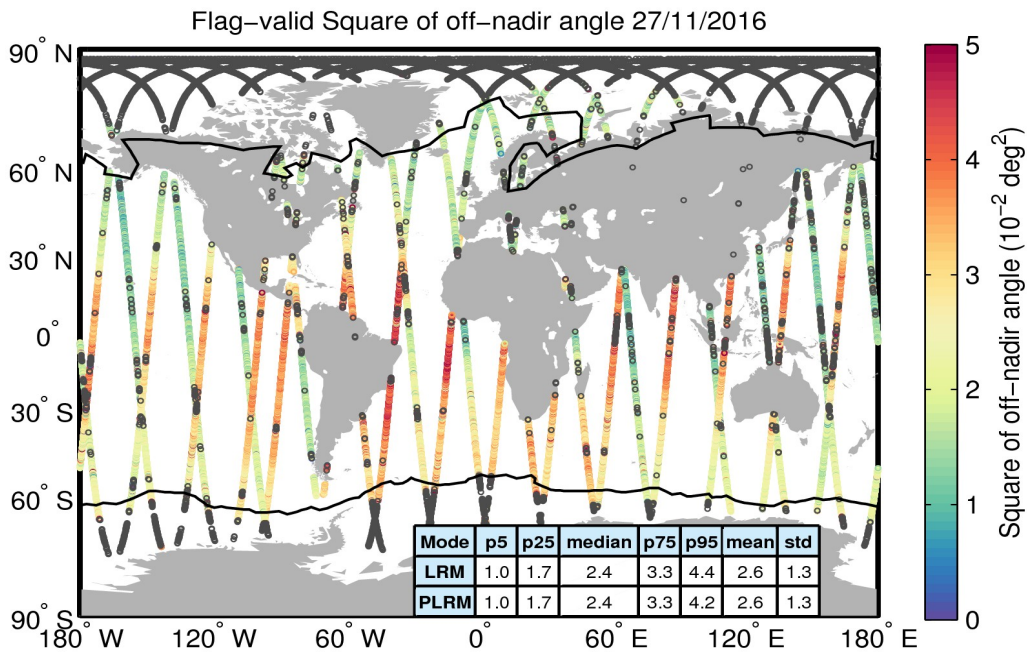 Flag−valid Square of off−nadir angle 27/11/2016
90° N
60° N
30° N
0°
30° S
60° S
90° S
180° W
120° W
60° W
0°
60° E
120° E
180° E
Mode p5 p25 median p75 p95 mean std
LRM 1.0 1.7 2.4 3.3 4.4 2.6 1.3
PLRM 1.0 1.7 2.4 3.3 4.2 2.6 1.3
5
4
3
2
1
0
Square of off−nadir angle (10⁻² deg²)